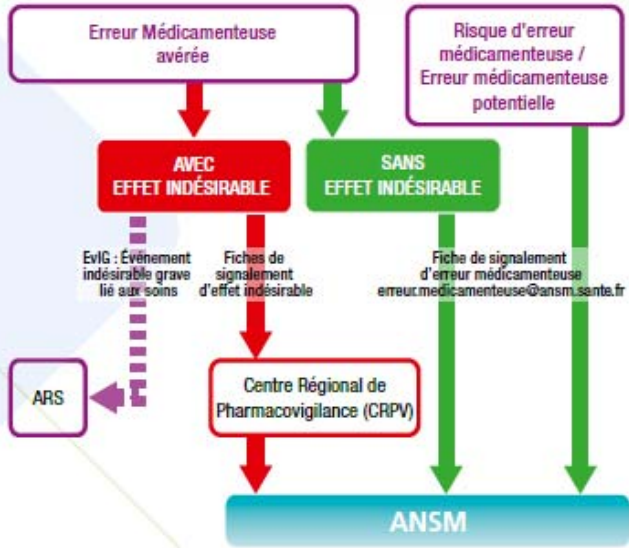 Erreur Médicamenteuse
avérée
Risque d'erreur
médicamenteuse /
Erreur médicamenteuse
potentielle
AVEC
EFFET INDÉSIRABLE
SANS
EFFET INDÉSIRABLE
EvIG : Événement
indésirable grave
lié aux soins
Fiches de
signalement
d'effet indésirable
Fiche de signalement
d'erreur médicamenteuse
erreur.medicamenteuse@ansm.sante.fr
ARS
Centre Régional de
Pharmacovigilance (CRPV)
ANSM